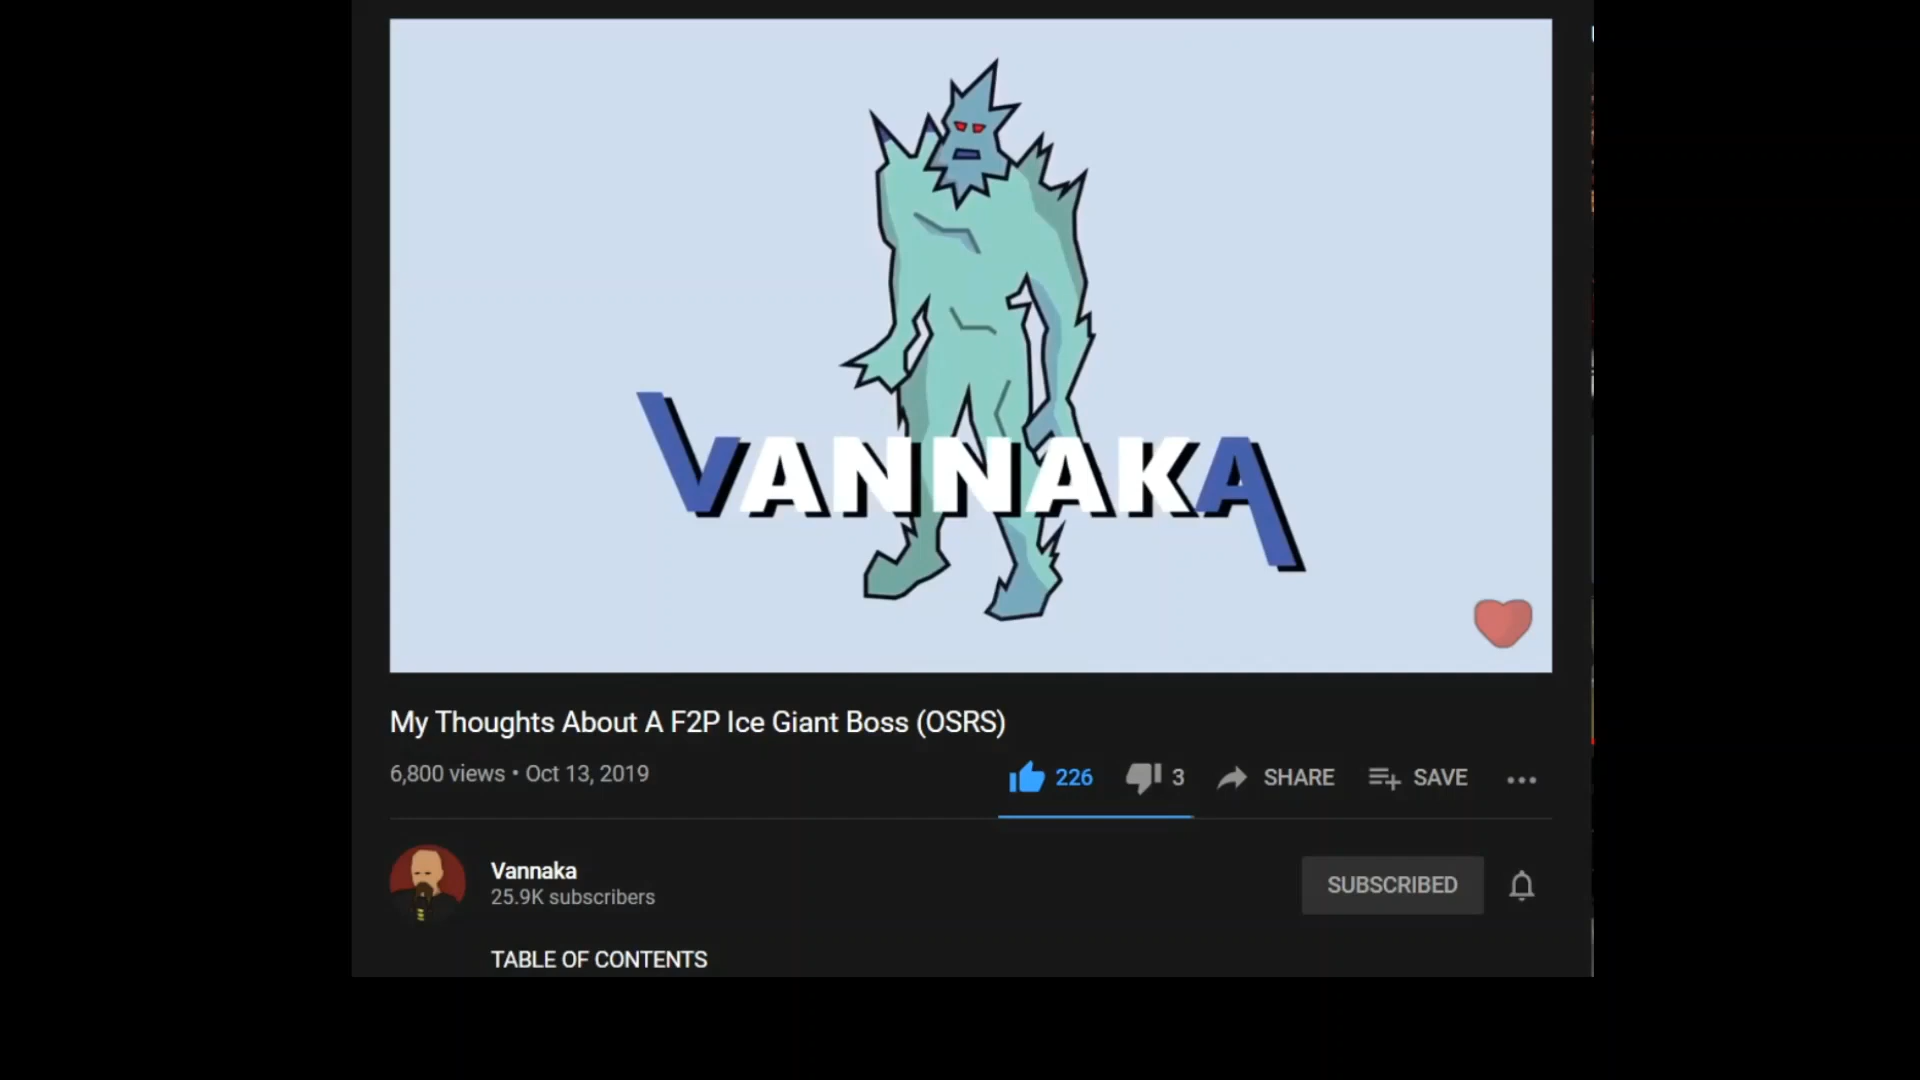 VANNAKA
My Thoughts About A F2P Ice Giant Boss (OSRS)
6,800 views • Oct 13, 2019
226 3 SHARE SAVE
Vannaka
25.9K subscribers
SUBSCRIBED
TABLE OF CONTENTS